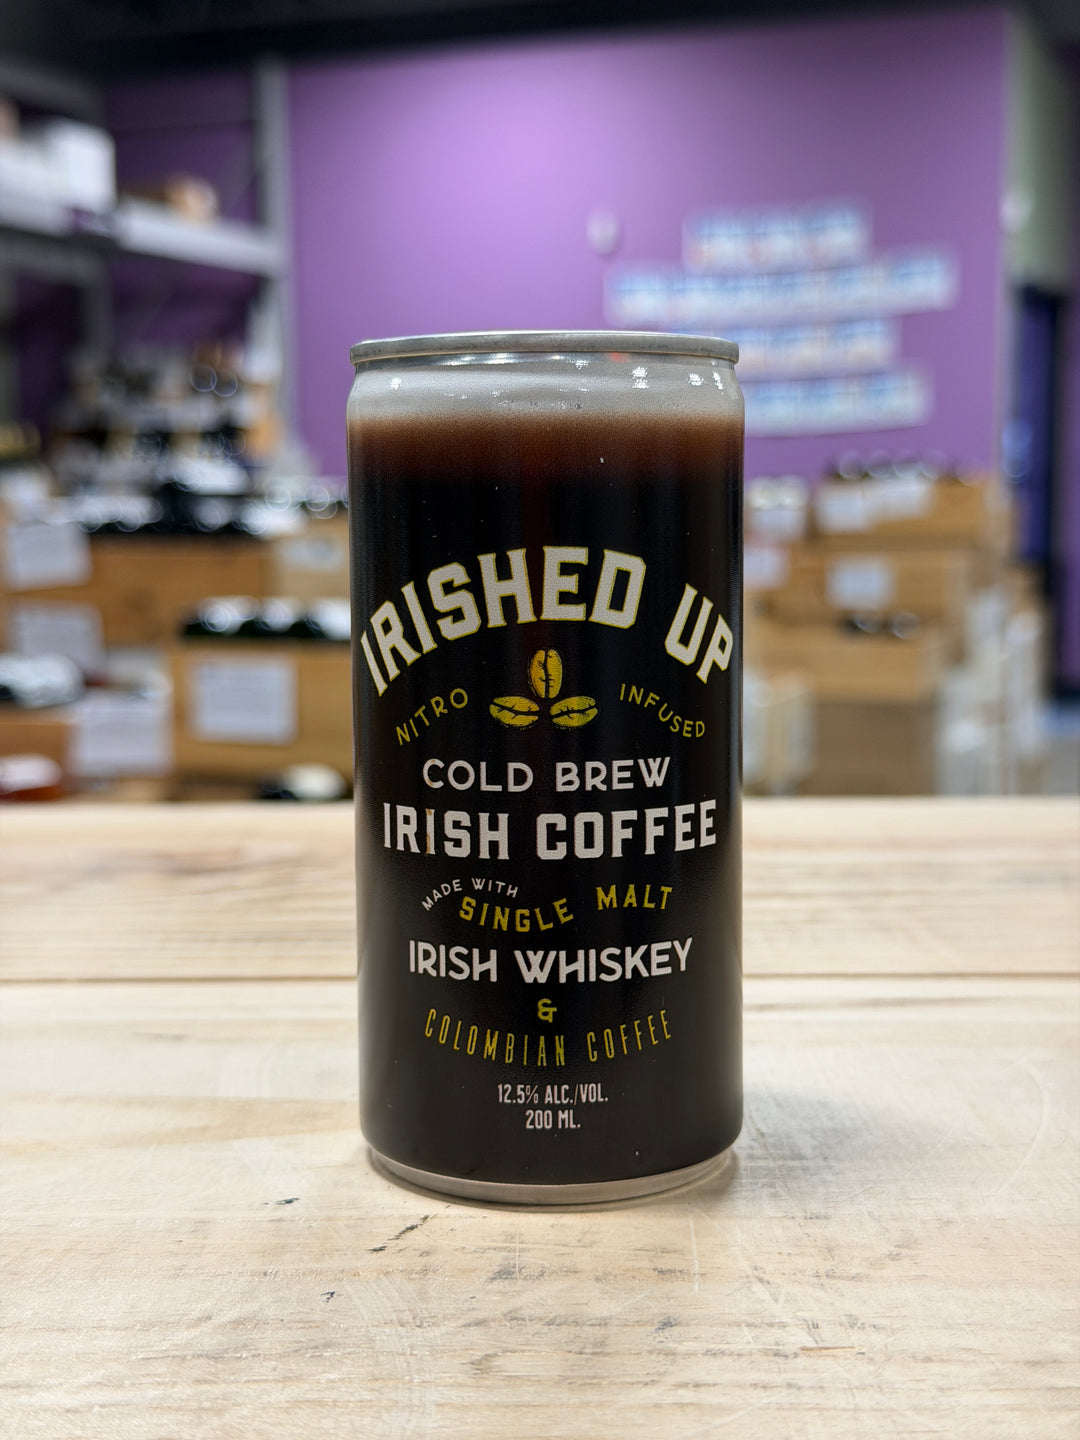 IRISHED UP
NITRO INFUSED
COLD BREW
IRISH COFFEE
MADE WITH
SINGLE MALT
IRISH WHISKEY
&
COLOMBIAN COFFEE
12.5% ALC./VOL.
200 ML.